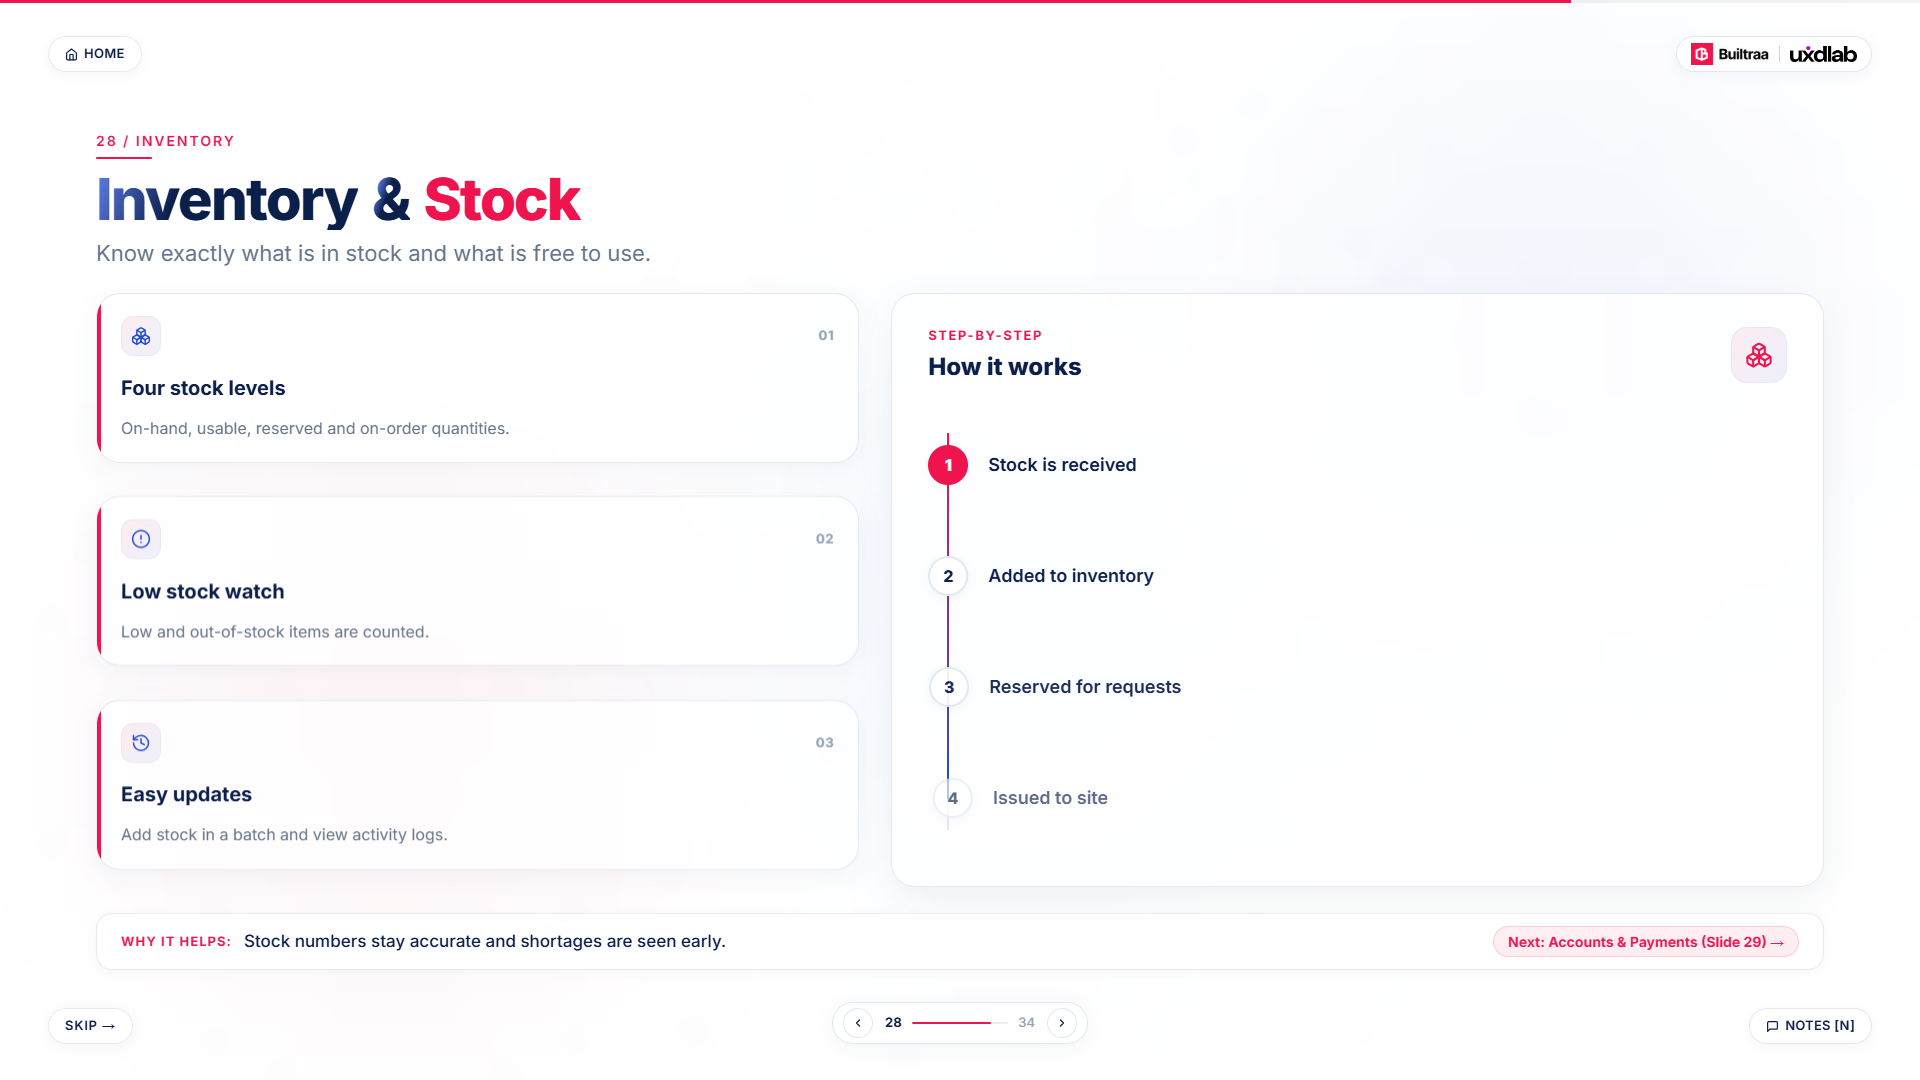 HOME
Builtraa
uxdlab
28 / INVENTORY
Inventory & Stock
Know exactly what is in stock and what is free to use.
01
Four stock levels
On-hand, usable, reserved and on-order quantities.
02
Low stock watch
Low and out-of-stock items are counted.
03
Easy updates
Add stock in a batch and view activity logs.
STEP-BY-STEP
How it works
1 Stock is received
2 Added to inventory
3 Reserved for requests
4 Issued to site
WHY IT HELPS: Stock numbers stay accurate and shortages are seen early.
Next: Accounts & Payments (Slide 29) →
SKIP →
28 34
NOTES [N]